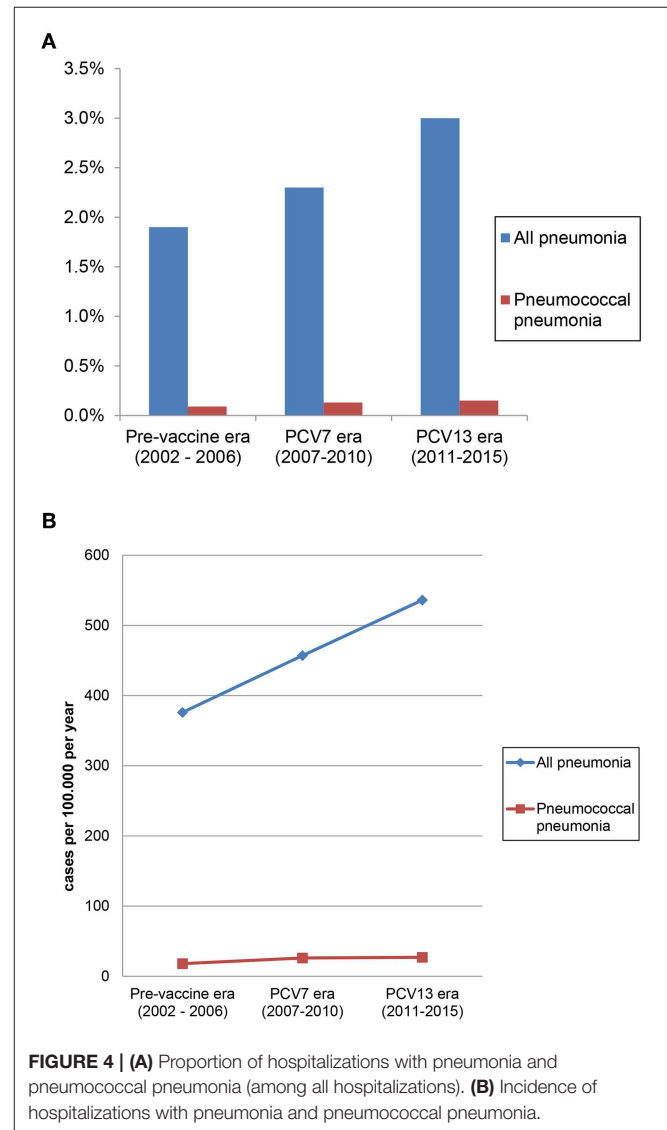 A
3.5%
3.0%
2.5%
2.0%
1.5%
1.0%
0.5%
0.0%
All pneumonia
Pneumococcal
pneumonia
Pre-vaccine era
(2002 - 2006)
PCV7 era
(2007-2010)
PCV13 era
(2011-2015)
B
cases per 100.000 per year
600
500
400
300
200
100
0
All pneumonia
Pneumococcal
pneumonia
Pre-vaccine era
(2002 - 2006)
PCV7 era
(2007-2010)
PCV13 era
(2011-2015)
FIGURE 4 | (A) Proportion of hospitalizations with pneumonia and
pneumococcal pneumonia (among all hospitalizations). (B) Incidence of
hospitalizations with pneumonia and pneumococcal pneumonia.